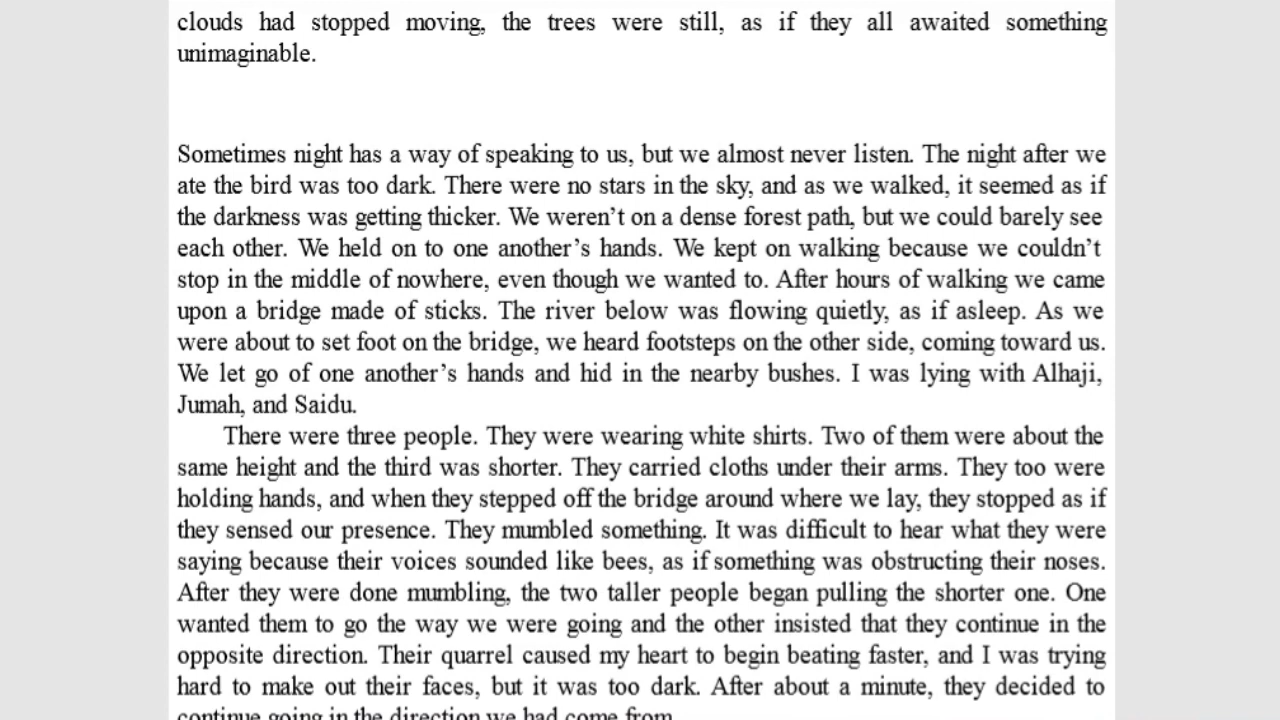 clouds had stopped moving, the trees were still, as if they all awaited something
unimaginable.
Sometimes night has a way of speaking to us, but we almost never listen. The night after we
ate the bird was too dark. There were no stars in the sky, and as we walked, it seemed as if
the darkness was getting thicker. We weren’t on a dense forest path, but we could barely see
each other. We held on to one another’s hands. We kept on walking because we couldn’t
stop in the middle of nowhere, even though we wanted to. After hours of walking we came
upon a bridge made of sticks. The river below was flowing quietly, as if asleep. As we
were about to set foot on the bridge, we heard footsteps on the other side, coming toward us.
We let go of one another’s hands and hid in the nearby bushes. I was lying with Alhaji,
Jumah, and Saidu.
There were three people. They were wearing white shirts. Two of them were about the
same height and the third was shorter. They carried cloths under their arms. They too were
holding hands, and when they stepped off the bridge around where we lay, they stopped as if
they sensed our presence. They mumbled something. It was difficult to hear what they were
saying because their voices sounded like bees, as if something was obstructing their noses.
After they were done mumbling, the two taller people began pulling the shorter one. One
wanted them to go the way we were going and the other insisted that they continue in the
opposite direction. Their quarrel caused my heart to begin beating faster, and I was trying
hard to make out their faces, but it was too dark. After about a minute, they decided to
continue going in the direction we had come from.